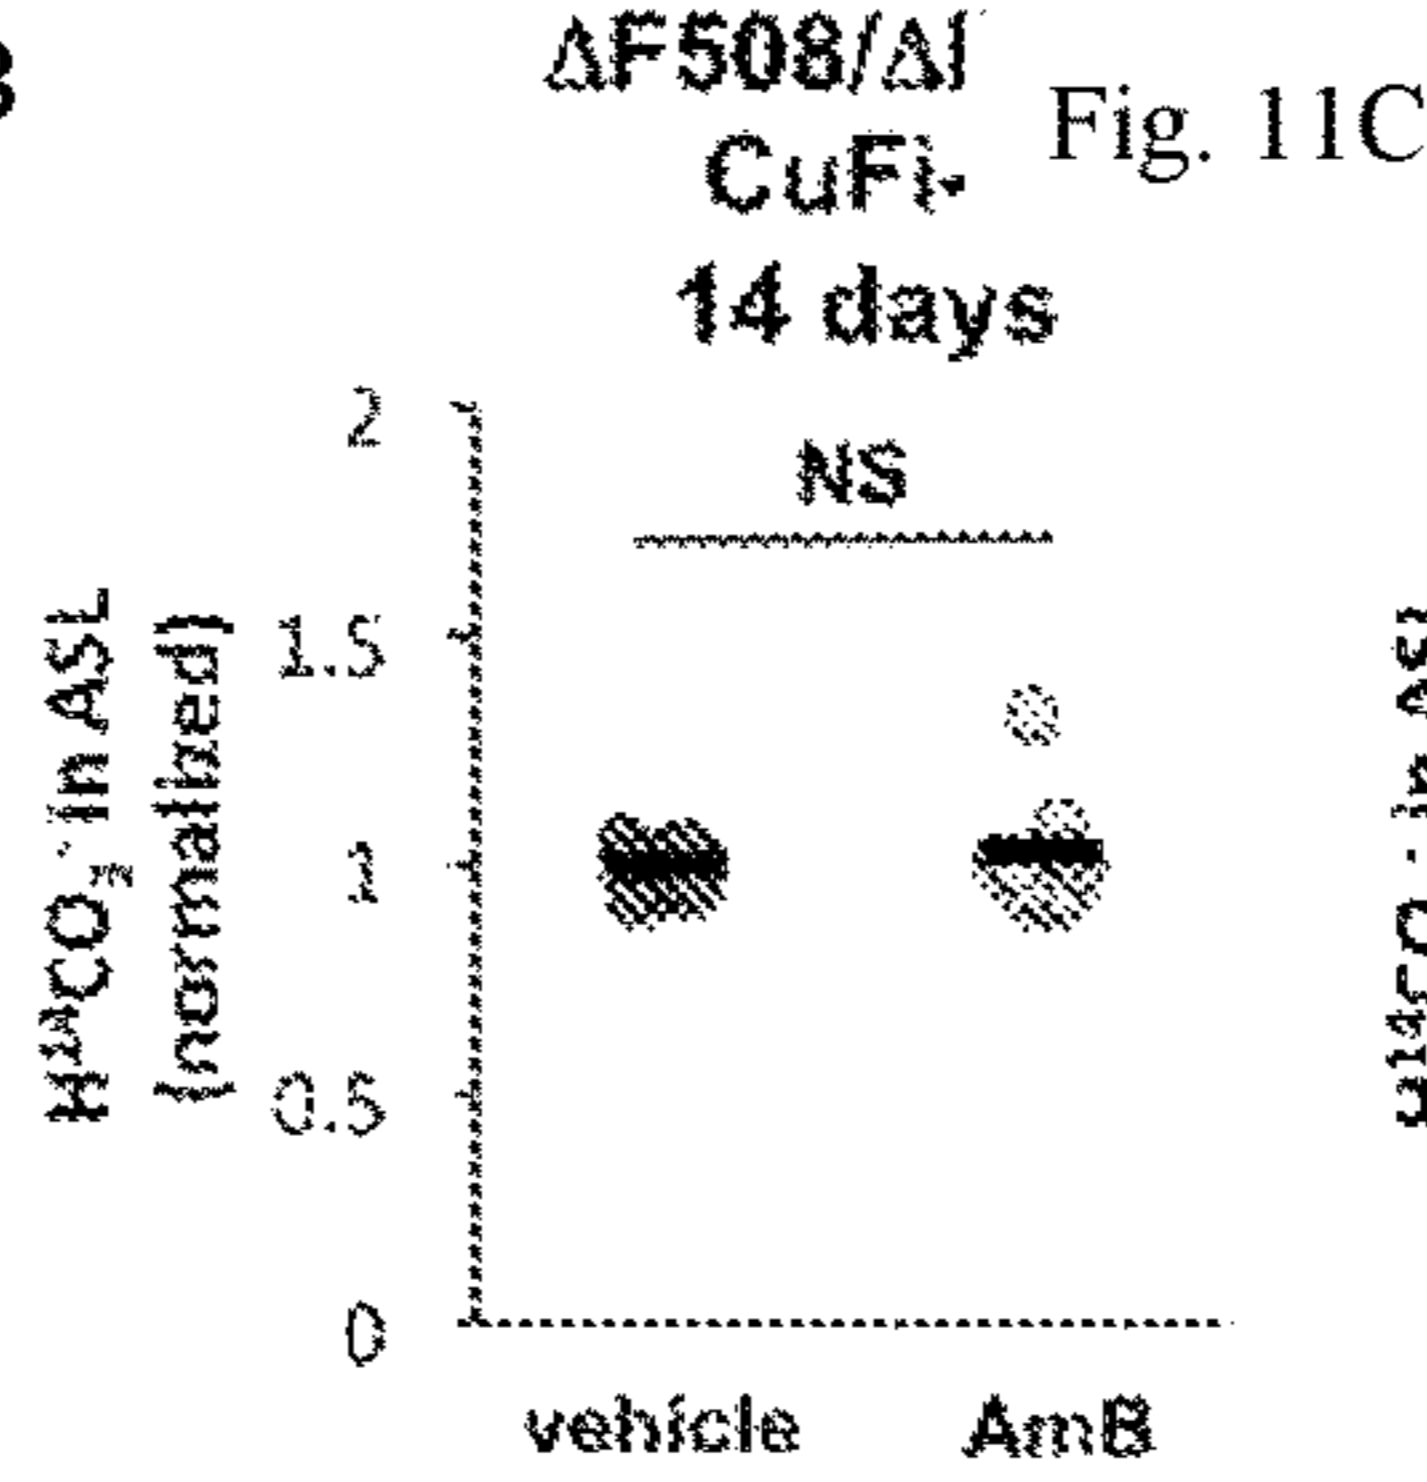 ΔF508/ΔF
CuFi-
14 days
Fig. 11C
NS
2
1.5
1
0.5
0
H¹⁴CO₃⁻ in ASL
(normalized)
vehicle
AmB